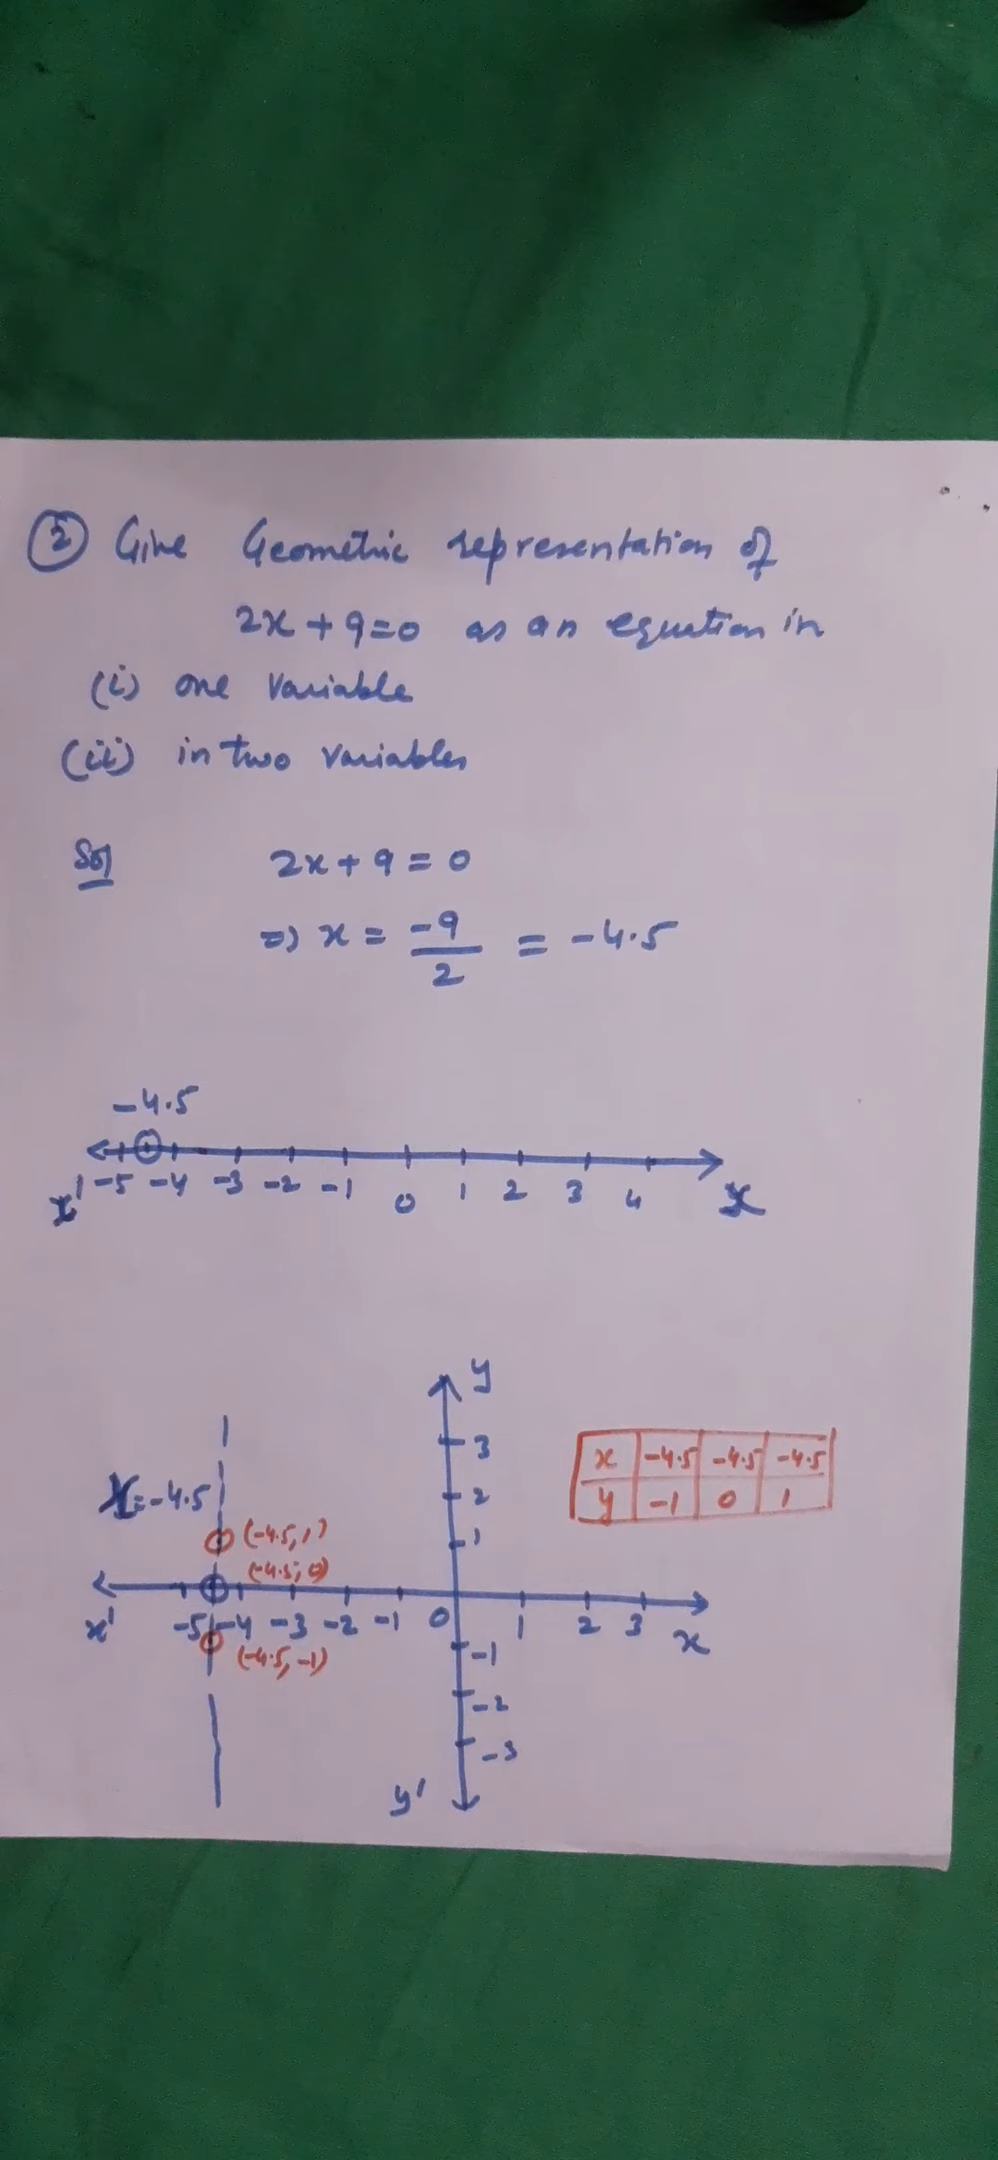 ② Give Geometric representation of
2x + 9 = 0 as an equation in
(i) one Variable
(ii) in two Variables
Sol
2x + 9 = 0
⇒ x = -9/2 = -4.5
-4.5
-5 -4 -3 -2 -1 0 1 2 3 4
x' x
y
3
2
1
x = -4.5
(-4.5, 1)
(-4.5, 0)
x' -5 -4 -3 -2 -1 0 1 2 3 x
(-4.5, -1)
-1
-2
-3
y'
x -4.5 -4.5 -4.5
y -1 0 1